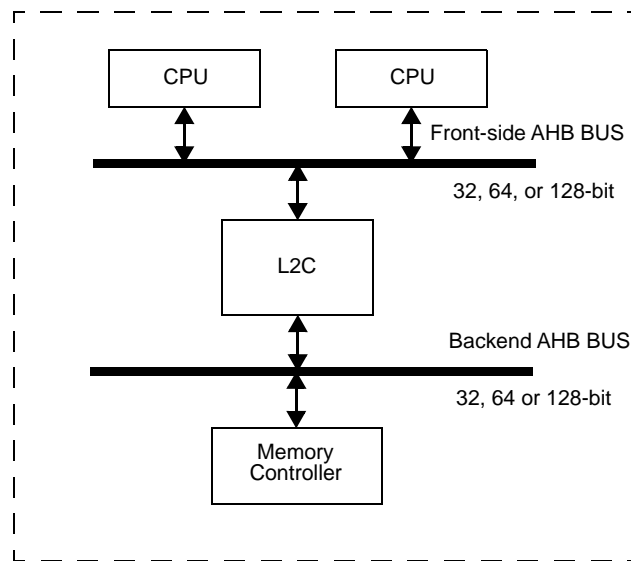 CPU
CPU
Front-side AHB BUS
32, 64, or 128-bit
L2C
Backend AHB BUS
32, 64 or 128-bit
Memory
Controller